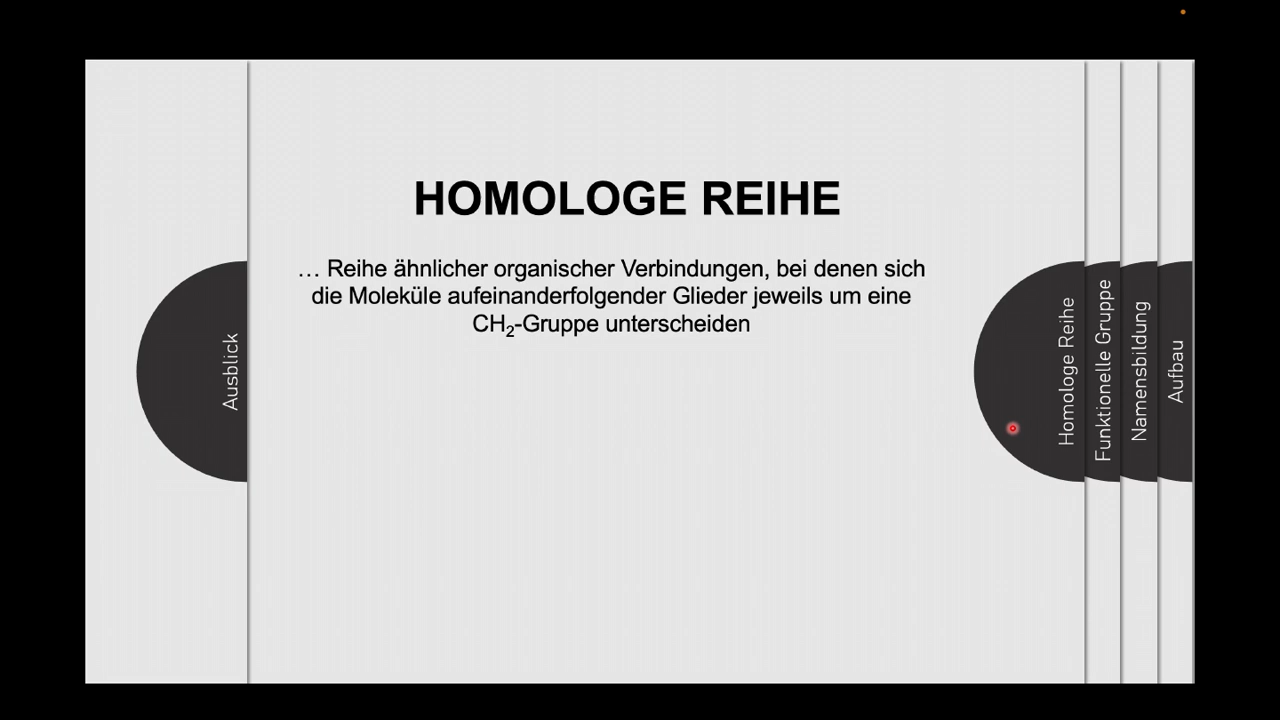 HOMOLOGE REIHE
… Reihe ähnlicher organischer Verbindungen, bei denen sich
die Moleküle aufeinanderfolgender Glieder jeweils um eine
CH₂-Gruppe unterscheiden
Ausblick
Homologe Reihe
Funktionelle Gruppe
Namensbildung
Aufbau